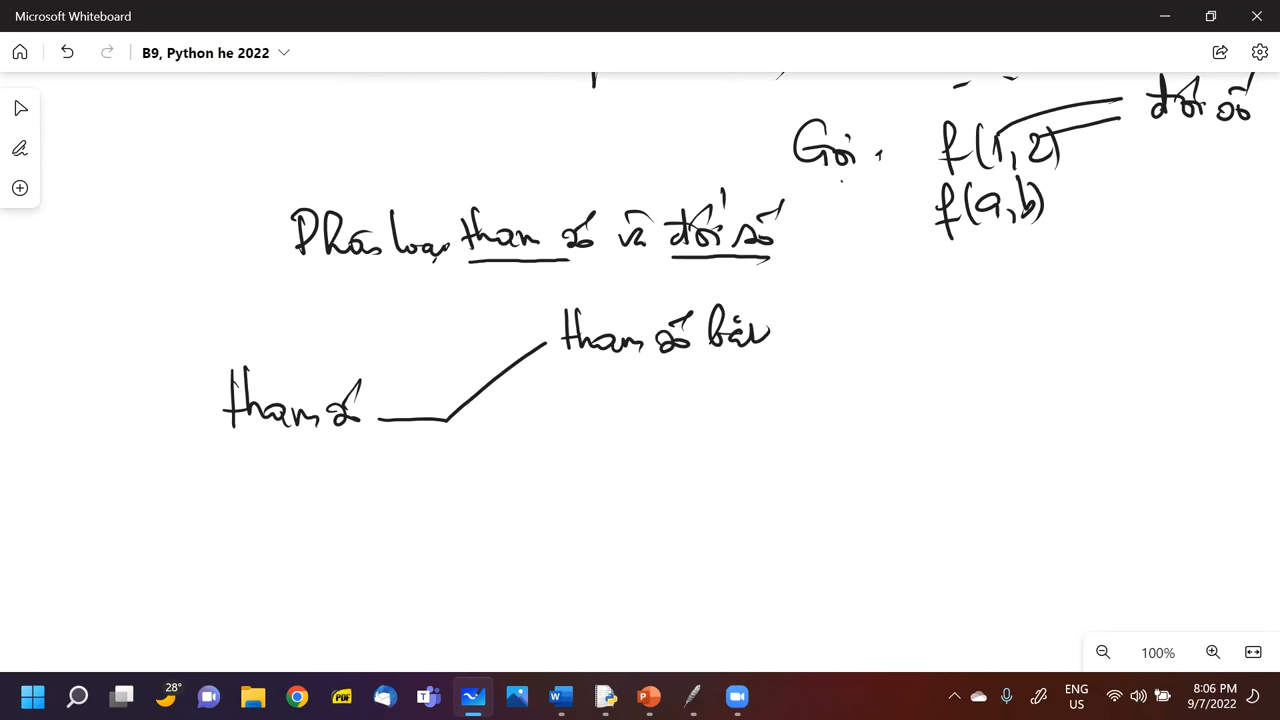 Microsoft Whiteboard
B9, Python he 2022
đối số
Gọi: f(1, 2)
f(a, b)
Phân loại tham số và đối số
tham số bắt
tham số
100%
28°
ENG
US
8:06 PM
9/7/2022